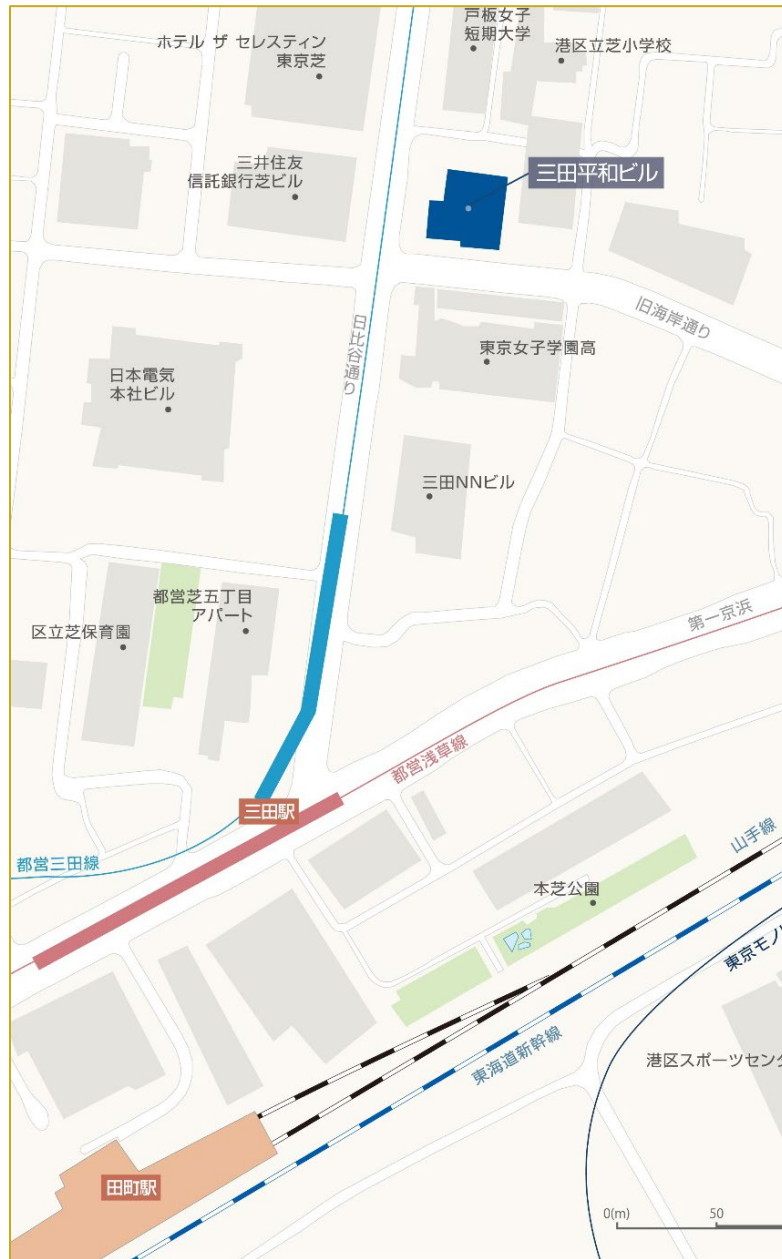 ホテル ザ セレスティン
東京芝
戸板女子
短期大学
港区立芝小学校
三井住友
信託銀行芝ビル
三田平和ビル
旧海岸通り
日比谷通り
東京女子学園高
日本電気
本社ビル
三田NNビル
都営芝五丁目
アパート
区立芝保育園
第一京浜
都営浅草線
三田駅
都営三田線
山手線
本芝公園
東京モノ
東海道新幹線
港区スポーツセン
田町駅
0(m)
50